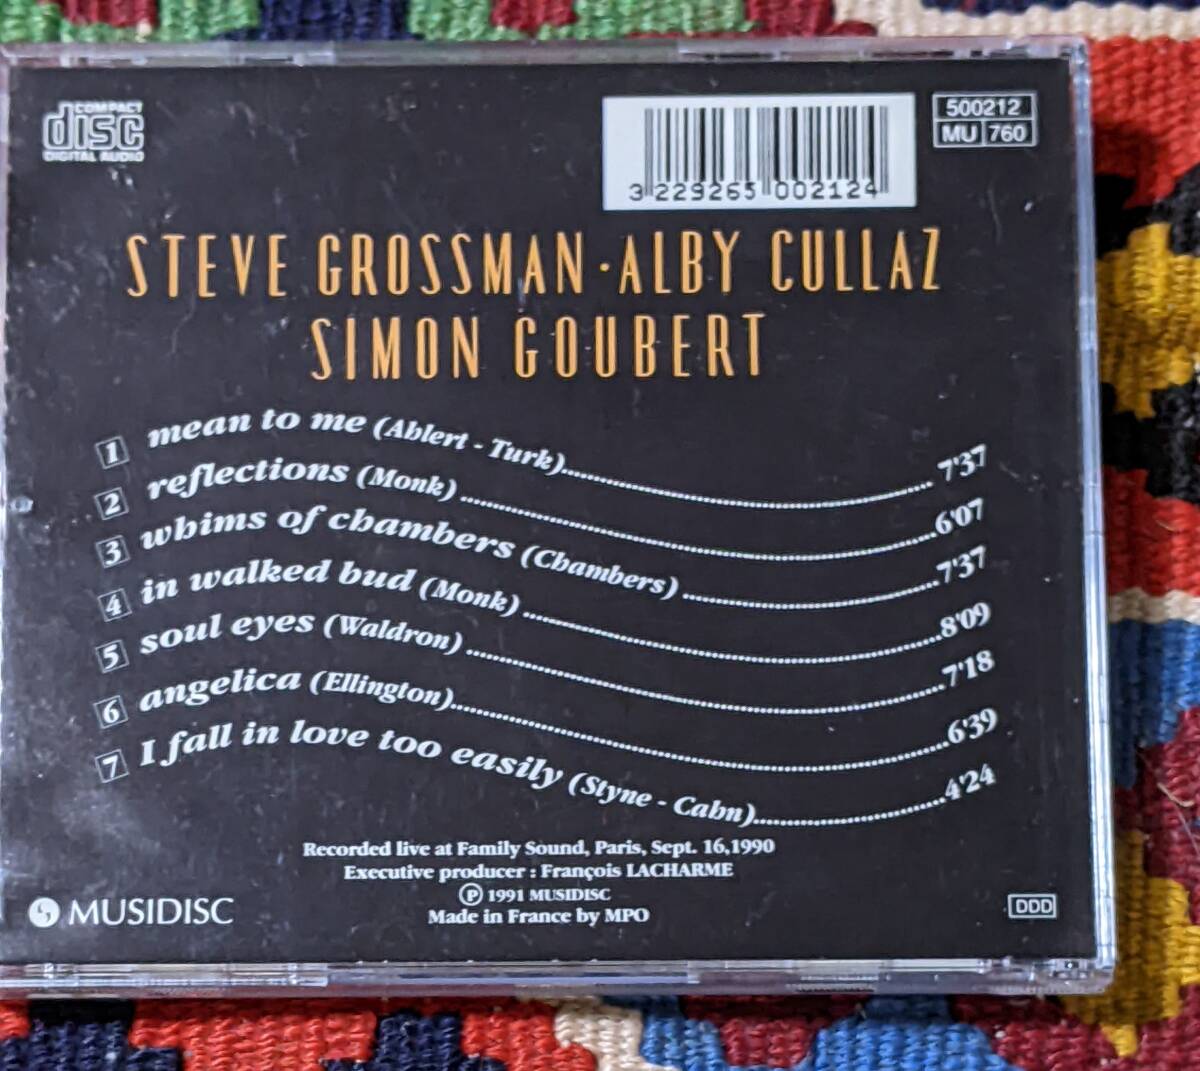 COMPACT
disc
DIGITAL AUDIO
3 229265 002124
500212
MU 760
STEVE GROSSMAN · ALBY CULLAZ
SIMON GOUBERT
1 mean to me (Ahlert - Turk)........ 7'37
2 reflections (Monk)........ 6'07
3 whims of chambers (Chambers)........ 7'37
4 in walked bud (Monk)........ 8'09
5 soul eyes (Waldron)........ 7'18
6 angelica (Ellington)........ 6'39
7 I fall in love too easily (Styne - Cahn)........ 4'24
Recorded live at Family Sound, Paris, Sept. 16,1990
Executive producer : François LACHARME
℗ 1991 MUSIDISC
Made in France by MPO
MUSIDISC
DDD